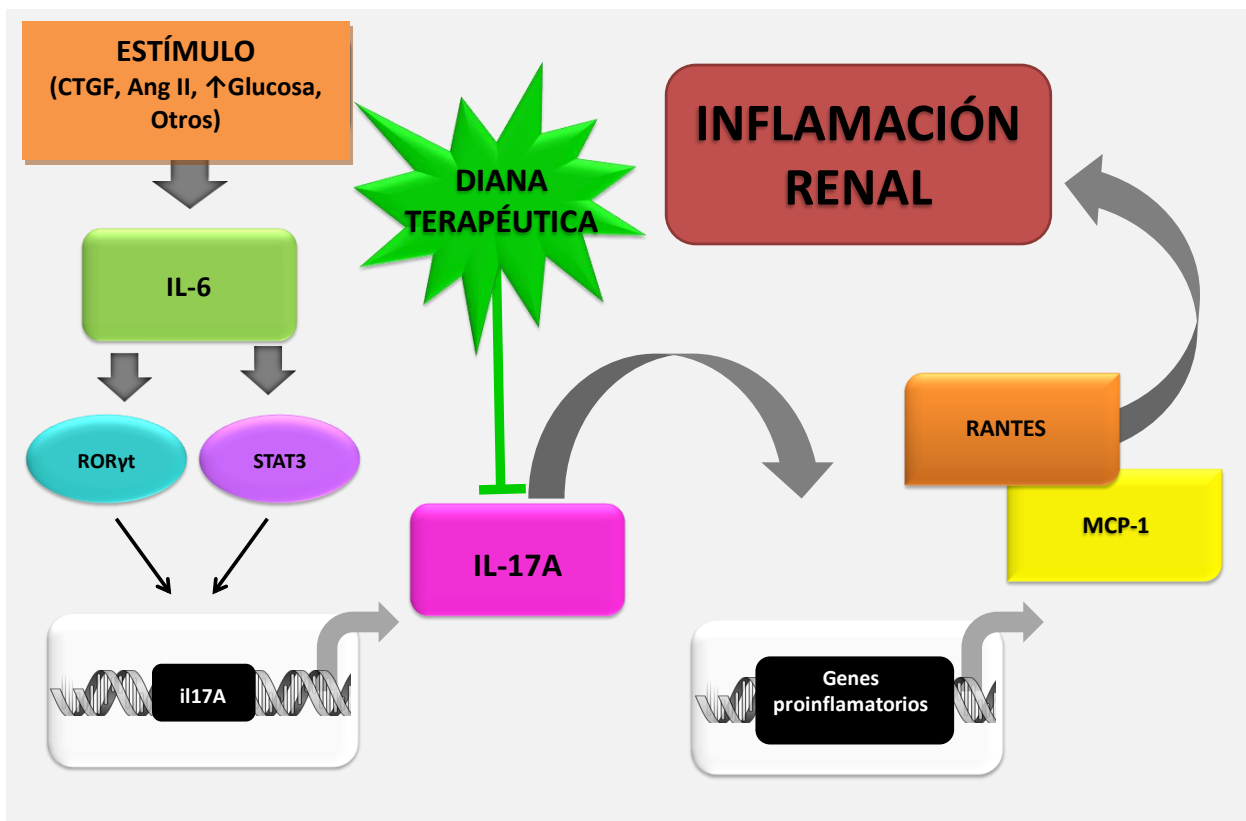 ESTÍMULO
(CTGF, Ang II, ↑Glucosa,
Otros)
DIANA
TERAPÉUTICA
INFLAMACIÓN
RENAL
IL-6
RORγt
STAT3
RANTES
MCP-1
IL-17A
il17A
Genes
proinflamatorios